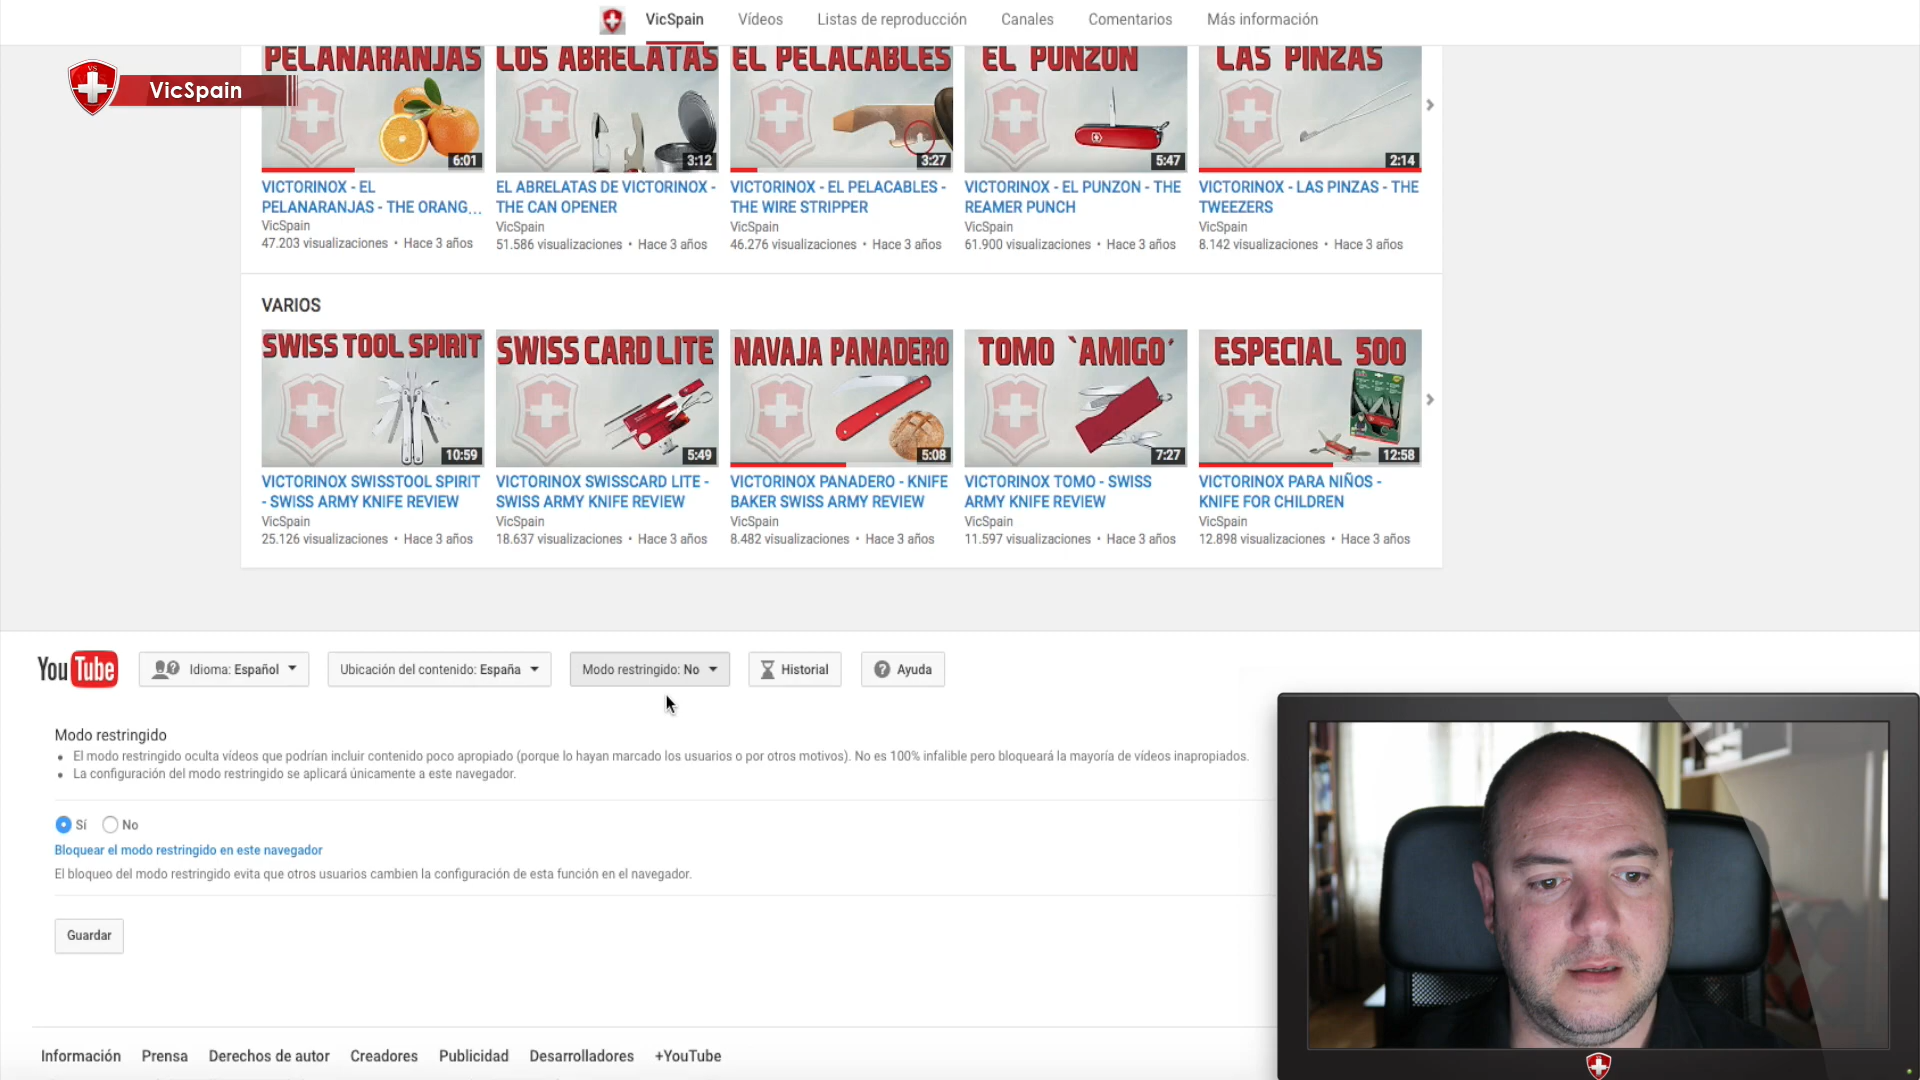 VicSpain
Vídeos
Listas de reproducción
Canales
Comentarios
Más información
VS
VicSpain
PELANARANJAS
LOS ABRELATAS
EL PELACABLES
EL PUNZON
LAS PINZAS
6:01
3:12
3:27
5:47
2:14
VICTORINOX - EL
PELANARANJAS - THE ORANG...
VicSpain
47.203 visualizaciones • Hace 3 años
EL ABRELATAS DE VICTORINOX -
THE CAN OPENER
VicSpain
51.586 visualizaciones • Hace 3 años
VICTORINOX - EL PELACABLES -
THE WIRE STRIPPER
VicSpain
46.276 visualizaciones • Hace 3 años
VICTORINOX - EL PUNZON - THE
REAMER PUNCH
VicSpain
61.900 visualizaciones • Hace 3 años
VICTORINOX - LAS PINZAS - THE
TWEEZERS
VicSpain
8.142 visualizaciones • Hace 3 años
VARIOS
SWISS TOOL SPIRIT
SWISS CARD LITE
NAVAJA PANADERO
TOMO `AMIGO´
ESPECIAL 500
10:59
5:49
5:08
7:27
12:58
VICTORINOX SWISSTOOL SPIRIT
- SWISS ARMY KNIFE REVIEW
VicSpain
25.126 visualizaciones • Hace 3 años
VICTORINOX SWISSCARD LITE -
SWISS ARMY KNIFE REVIEW
VicSpain
18.637 visualizaciones • Hace 3 años
VICTORINOX PANADERO - KNIFE
BAKER SWISS ARMY REVIEW
VicSpain
8.482 visualizaciones • Hace 3 años
VICTORINOX TOMO - SWISS
ARMY KNIFE REVIEW
VicSpain
11.597 visualizaciones • Hace 3 años
VICTORINOX PARA NIÑOS -
KNIFE FOR CHILDREN
VicSpain
12.898 visualizaciones • Hace 3 años
YouTube
Idioma: Español
Ubicación del contenido: España
Modo restringido: No
Historial
Ayuda
Modo restringido
• El modo restringido oculta vídeos que podrían incluir contenido poco apropiado (porque lo hayan marcado los usuarios o por otros motivos). No es 100% infalible pero bloqueará la mayoría de vídeos inapropiados.
• La configuración del modo restringido se aplicará únicamente a este navegador.
Sí
No
Bloquear el modo restringido en este navegador
El bloqueo del modo restringido evita que otros usuarios cambien la configuración de esta función en el navegador.
Guardar
Información
Prensa
Derechos de autor
Creadores
Publicidad
Desarrolladores
+YouTube